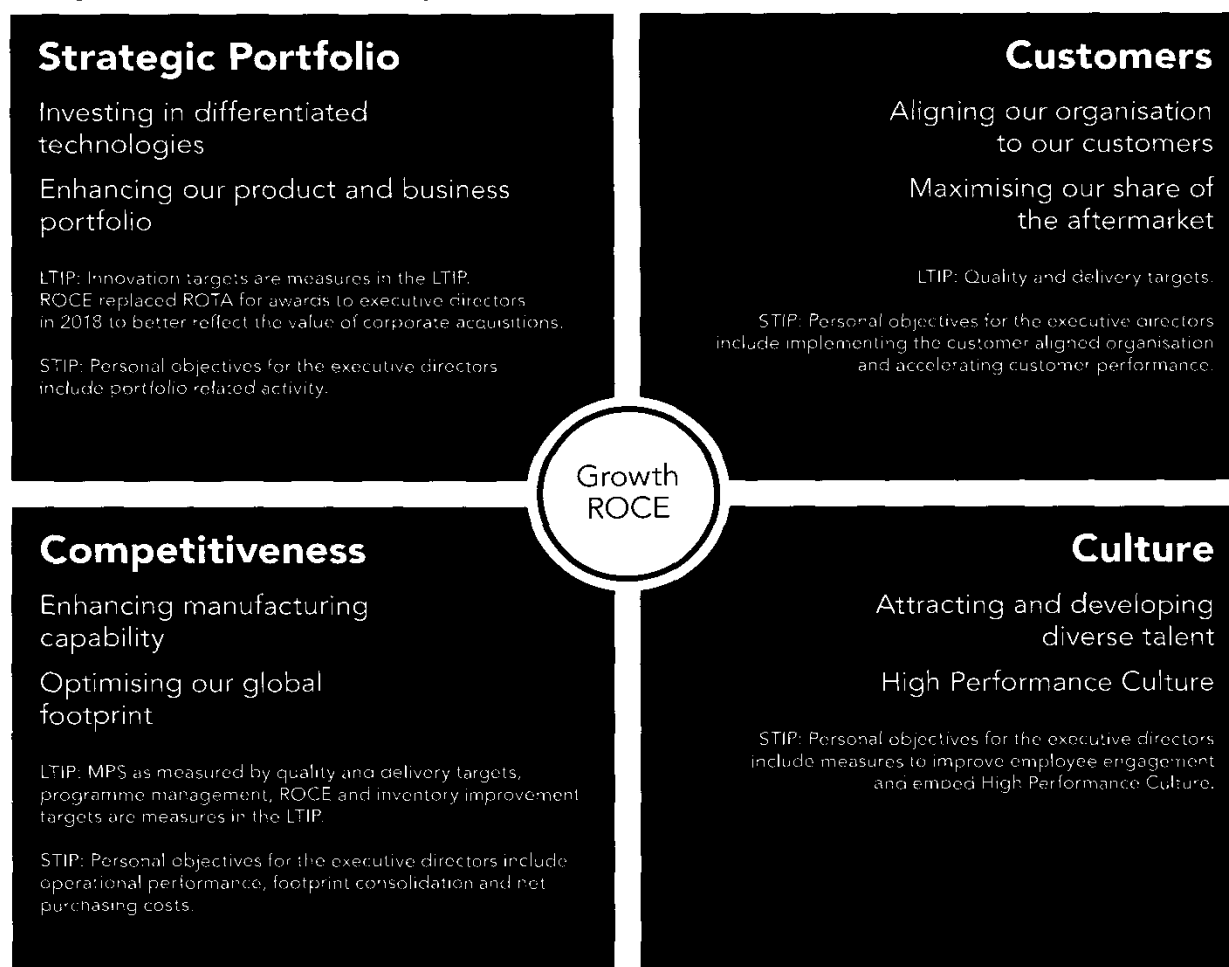 Strategic Portfolio
Investing in differentiated
technologies
Enhancing our product and business
portfolio
LTIP: Innovation targets are measures in the LTIP.
ROCE replaced ROTA for awards to executive directors
in 2018 to better reflect the value of corporate acquisitions.
STIP: Personal objectives for the executive directors
include portfolio related activity.
Customers
Aligning our organisation
to our customers
Maximising our share of
the aftermarket
LTIP: Quality and delivery targets.
STIP: Personal objectives for the executive directors
include implementing the customer aligned organisation
and accelerating customer performance.
Growth
ROCE
Competitiveness
Enhancing manufacturing
capability
Optimising our global
footprint
LTIP: MPS as measured by quality and delivery targets,
programme management, ROCE and inventory improvement
targets are measures in the LTIP.
STIP: Personal objectives for the executive directors include
operational performance, footprint consolidation and net
purchasing costs.
Culture
Attracting and developing
diverse talent
High Performance Culture
STIP: Personal objectives for the executive directors
include measures to improve employee engagement
and embed High Performance Culture.